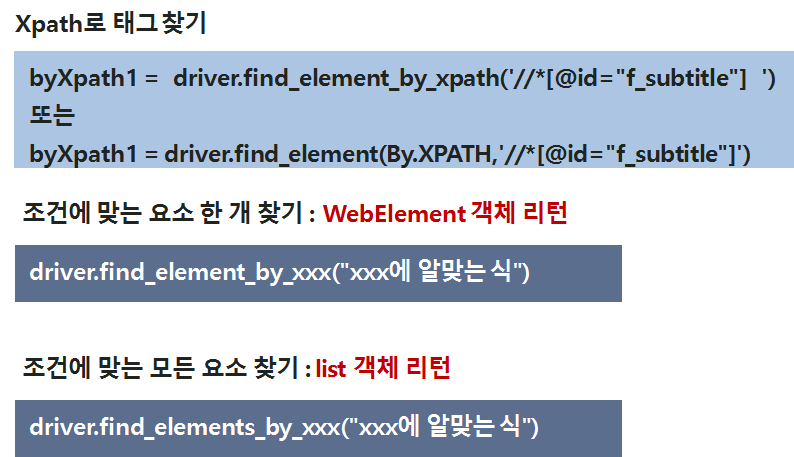 Xpath로 태그 찾기
byXpath1 = driver.find_element_by_xpath('//*[@id="f_subtitle"] ')
또는
byXpath1 = driver.find_element(By.XPATH,'//*[@id="f_subtitle"]')
조건에 맞는 요소 한 개 찾기 : WebElement 객체 리턴
driver.find_element_by_xxx("xxx에 알맞는 식")
조건에 맞는 모든 요소 찾기 : list 객체 리턴
driver.find_elements_by_xxx("xxx에 알맞는 식")